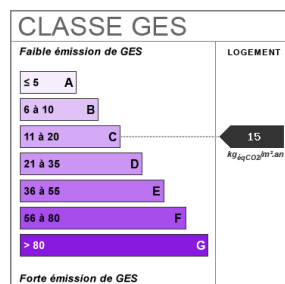 CLASSE GES
Faible émission de GES
LOGEMENT
≤ 5 A
6 à 10 B
11 à 20 C
15
kgéqCO2/m².an
21 à 35 D
36 à 55 E
56 à 80 F
> 80 G
Forte émission de GES